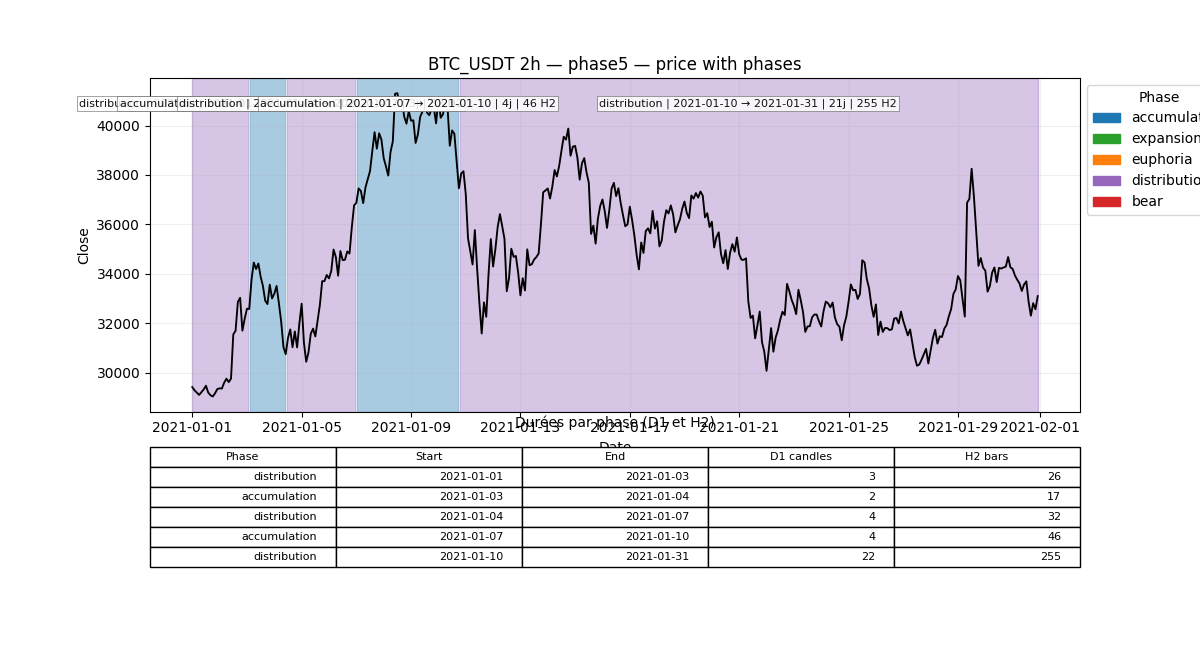 BTC_USDT 2h — phase5 — price with phases
distribu accumulat distribution | 2 accumulation | 2021-01-07 → 2021-01-10 | 4j | 46 H2 distribution | 2021-01-10 → 2021-01-31 | 21j | 255 H2
Phase
accumulat
expansion
euphoria
distributio
bear
Close
40000
38000
36000
34000
32000
30000
2021-01-01 2021-01-05 2021-01-09 2021-01-13 2021-01-17 2021-01-21 2021-01-25 2021-01-29 2021-02-01
Durées par phase (D1 et H2)
Date
Phase Start End D1 candles H2 bars
distribution 2021-01-01 2021-01-03 3 26
accumulation 2021-01-03 2021-01-04 2 17
distribution 2021-01-04 2021-01-07 4 32
accumulation 2021-01-07 2021-01-10 4 46
distribution 2021-01-10 2021-01-31 22 255